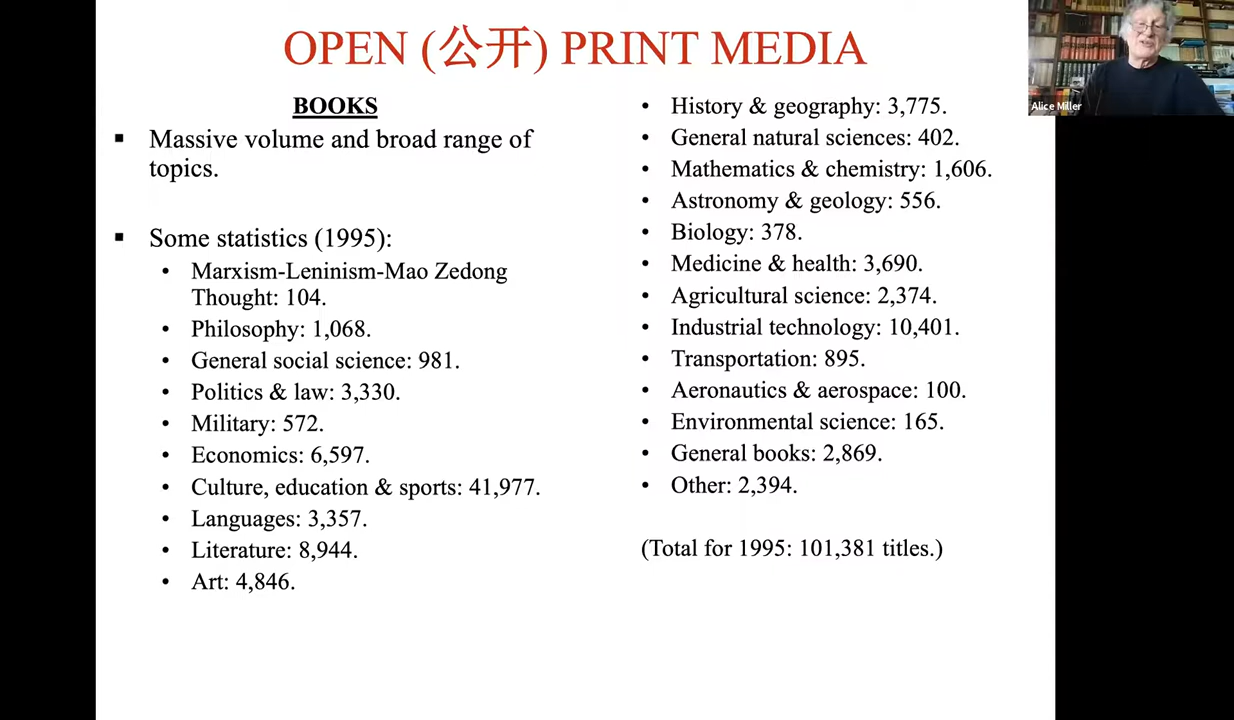 OPEN (公开) PRINT MEDIA
BOOKS
▪ Massive volume and broad range of
topics.
▪ Some statistics (1995):
• Marxism-Leninism-Mao Zedong
Thought: 104.
• Philosophy: 1,068.
• General social science: 981.
• Politics & law: 3,330.
• Military: 572.
• Economics: 6,597.
• Culture, education & sports: 41,977.
• Languages: 3,357.
• Literature: 8,944.
• Art: 4,846.
• History & geography: 3,775.
• General natural sciences: 402.
• Mathematics & chemistry: 1,606.
• Astronomy & geology: 556.
• Biology: 378.
• Medicine & health: 3,690.
• Agricultural science: 2,374.
• Industrial technology: 10,401.
• Transportation: 895.
• Aeronautics & aerospace: 100.
• Environmental science: 165.
• General books: 2,869.
• Other: 2,394.
(Total for 1995: 101,381 titles.)
Alice Miller